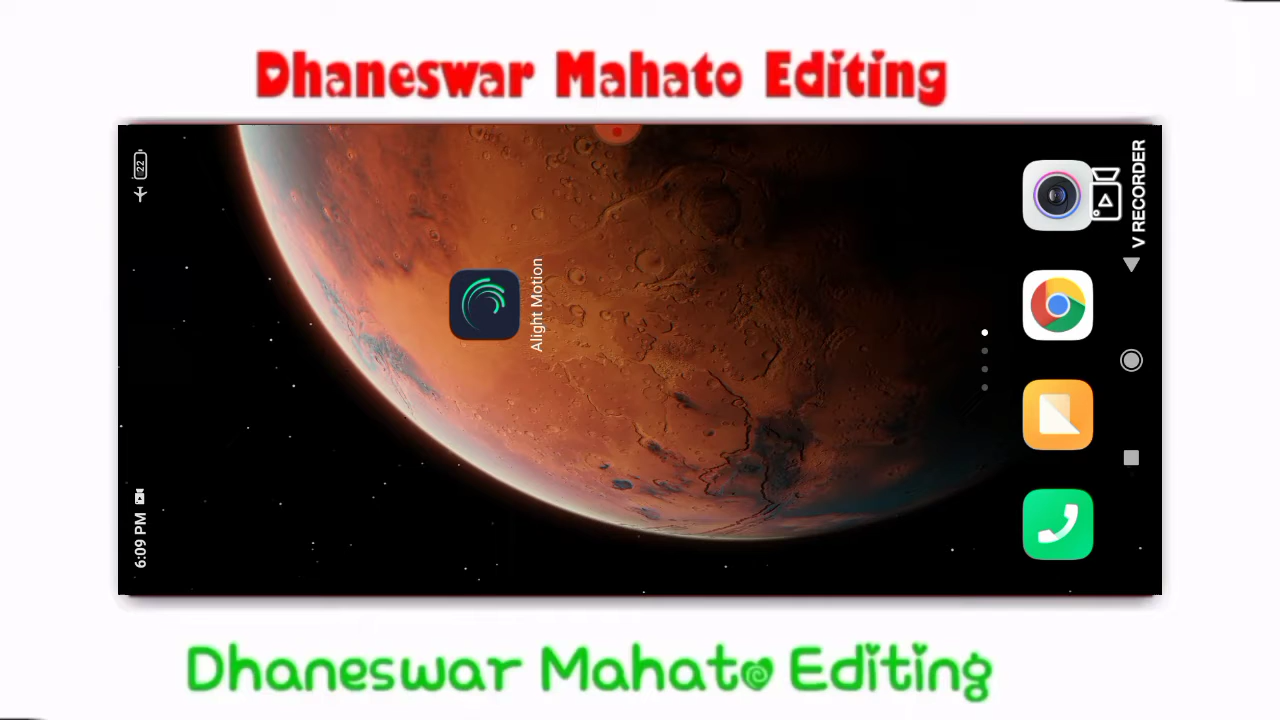 Dhaneswar Mahato Editing
22
6:09 PM
Alight Motion
V RECORDER
Dhaneswar Mahato Editing